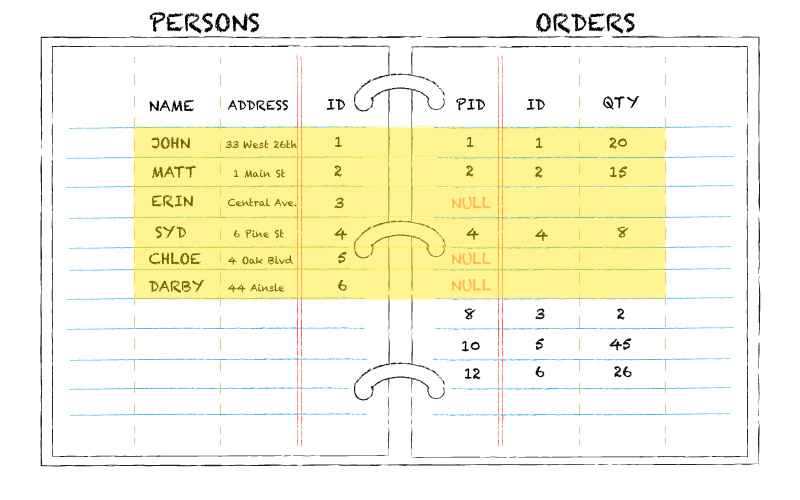 PERSONS ORDERS
NAME ADDRESS ID PID ID QTY
JOHN 33 West 26th 1 1 1 20
MATT 1 Main St 2 2 2 15
ERIN Central Ave. 3 NULL
SYD 6 Pine St 4 4 4 8
CHLOE 4 Oak Blvd 5 NULL
DARBY 44 Ainsle 6 NULL
8 3 2
10 5 45
12 6 26